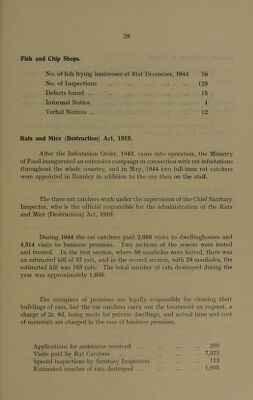 29
Fish and Chip Shops.
No. of fish frying businesses at 31st December, 1944 76
No. of Inspections ... ... ... ... ... 125
Defects found ... ... ... ... ... 15
Informal Notice ... ... ... ... 1
Verbal Notices ... ... ... ... ... 12
Rats and Mice (Destruction) Act, 1919.
After the Infestation Order, 1943, came into operation, the Ministry
of Food inaugurated an extensive campaign in connection with rat infestations
throughout the whole country, and in May, 1944 two full-time rat catchers
were appointed in Burnley in addition to the one then on the staff.
The three rat catchers work under the supervision of the Chief Sanitary
Inspector, who is the official responsible for the administration of the Rats
and Mice (Destruction) Act, 1919.
During 1944 the rat catchers paid 2,858 visits to dwellinghouses and
4,514 visits to business premises. Two sections of the sewers were tested
and treated. In the first section, where 38 manholes were baited, there was
an estimated kill of 37 rats, and in the second section, with 28 manholes, the
estimated kill was 163 rats. The total number of rats destroyed during the
year was approximately 1,603.
The occupiers of premises are legally responsible for clearing their
buildings of rats, but the rat catchers carry out the treatment on request, a
charge of 2s. 6d. being made for private dwellings, and actual time and cost
of materials are charged in the case of business premises.
Applications for assistance received ... ... ... 290
Visits paid by Rat Catchers ... ... ... 7,372
Special inspections by Sanitary Inspectors ... ... 113
Estimated number of rats destroyed ... ... ... 1,603